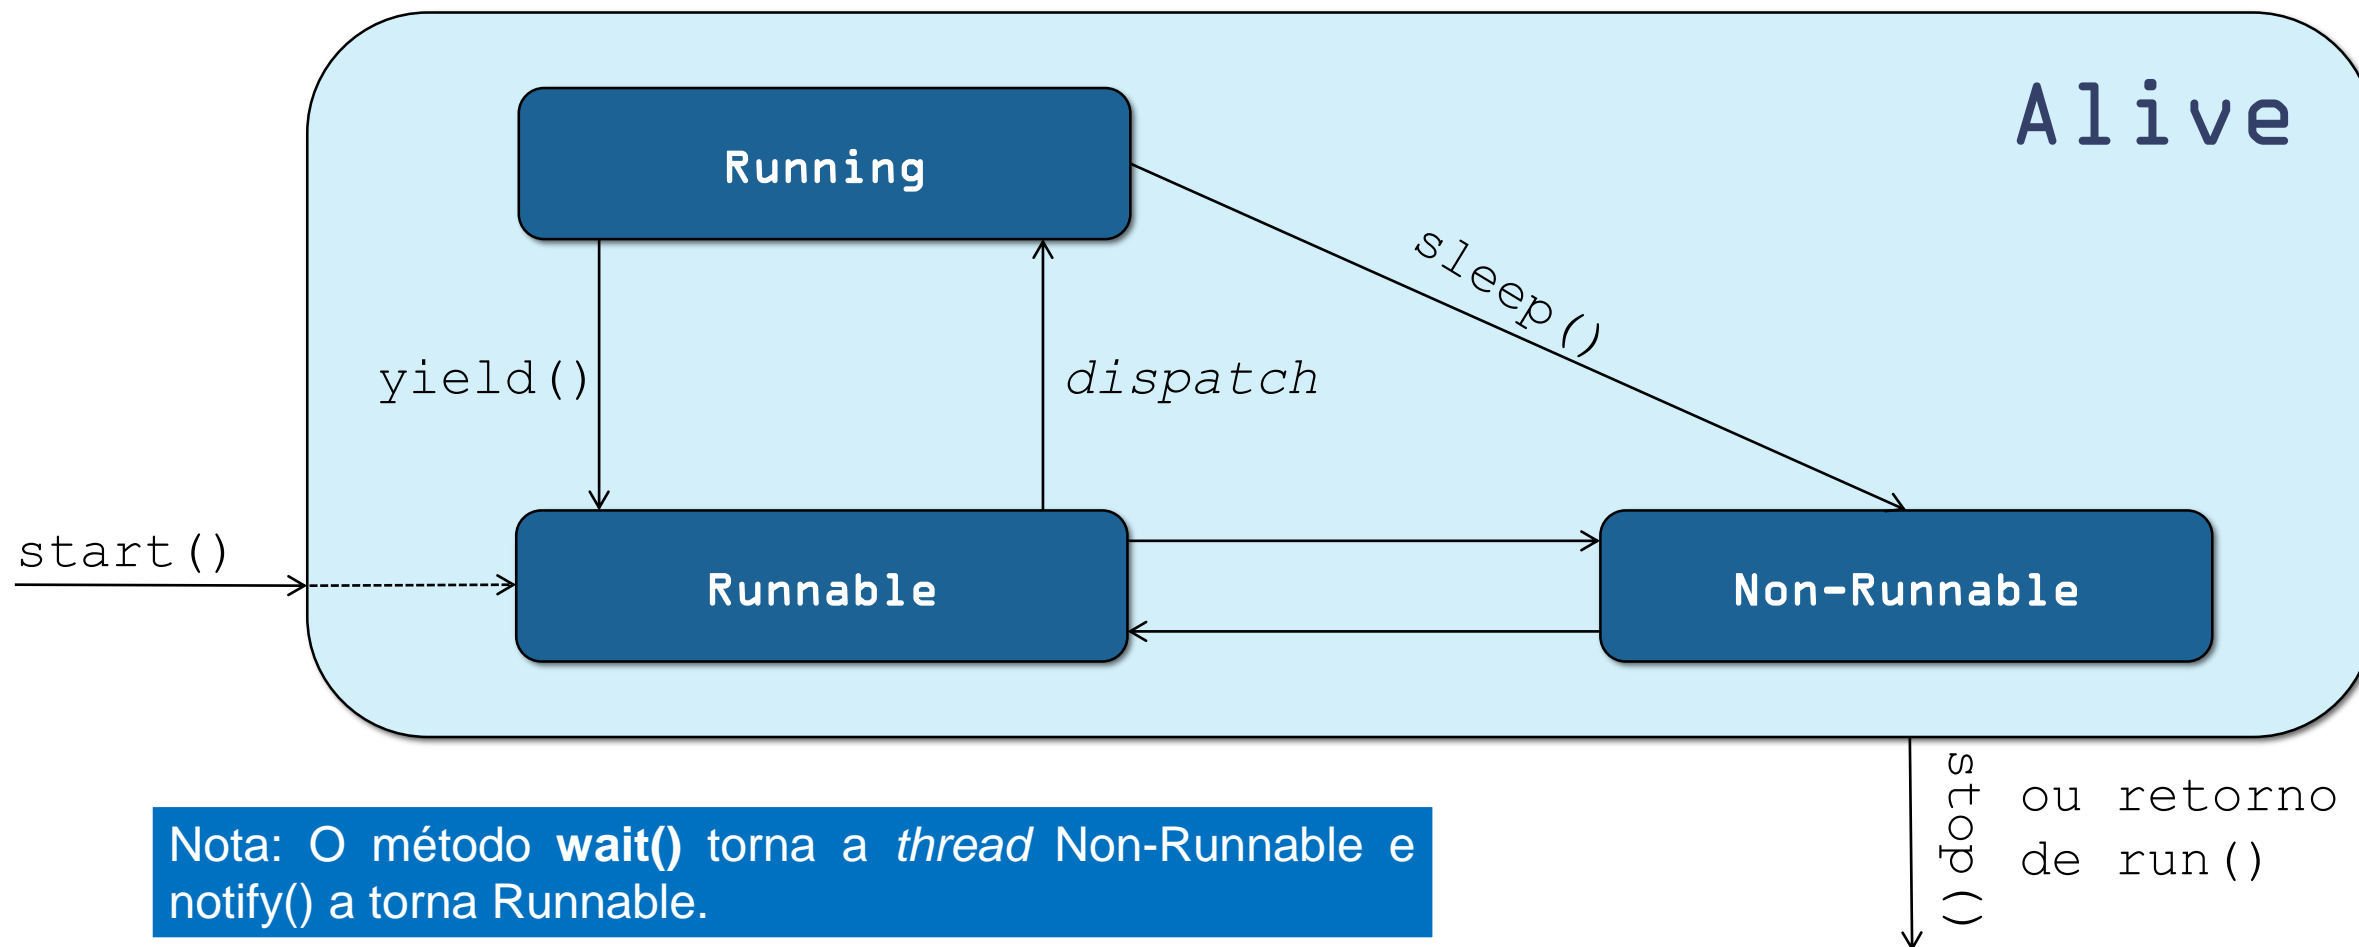 Alive
Running
sleep()
yield()
dispatch
start()
Runnable
Non-Runnable
stop()
ou retorno
de run()
Nota: O método wait() torna a thread Non-Runnable e
notify() a torna Runnable.